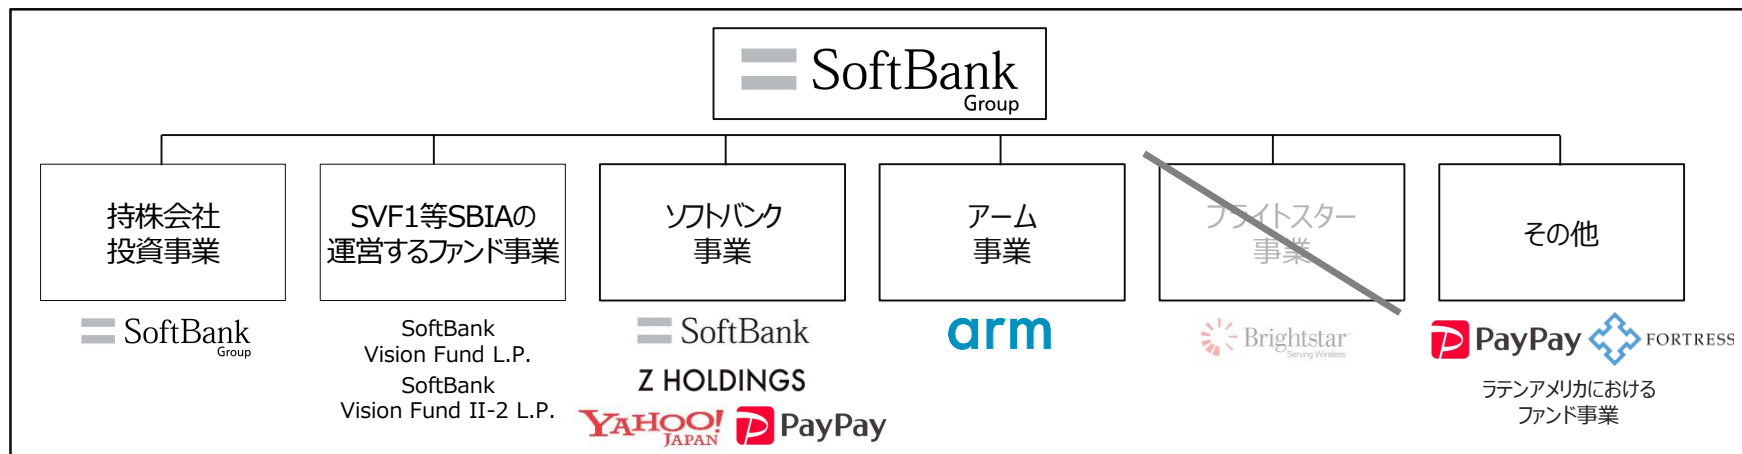 SoftBank
Group
持株会社
投資事業
SoftBank
Group
SVF1等SBIAの
運営するファンド事業
SoftBank
Vision Fund L.P.
SoftBank
Vision Fund II-2 L.P.
ソフトバンク
事業
SoftBank
Z HOLDINGS
YAHOO!
JAPAN
PayPay
アーム
事業
arm
ブライトスター
事業
Brightstar
Serving Wireless
その他
PayPay
FORTRESS
ラテンアメリカにおける
ファンド事業